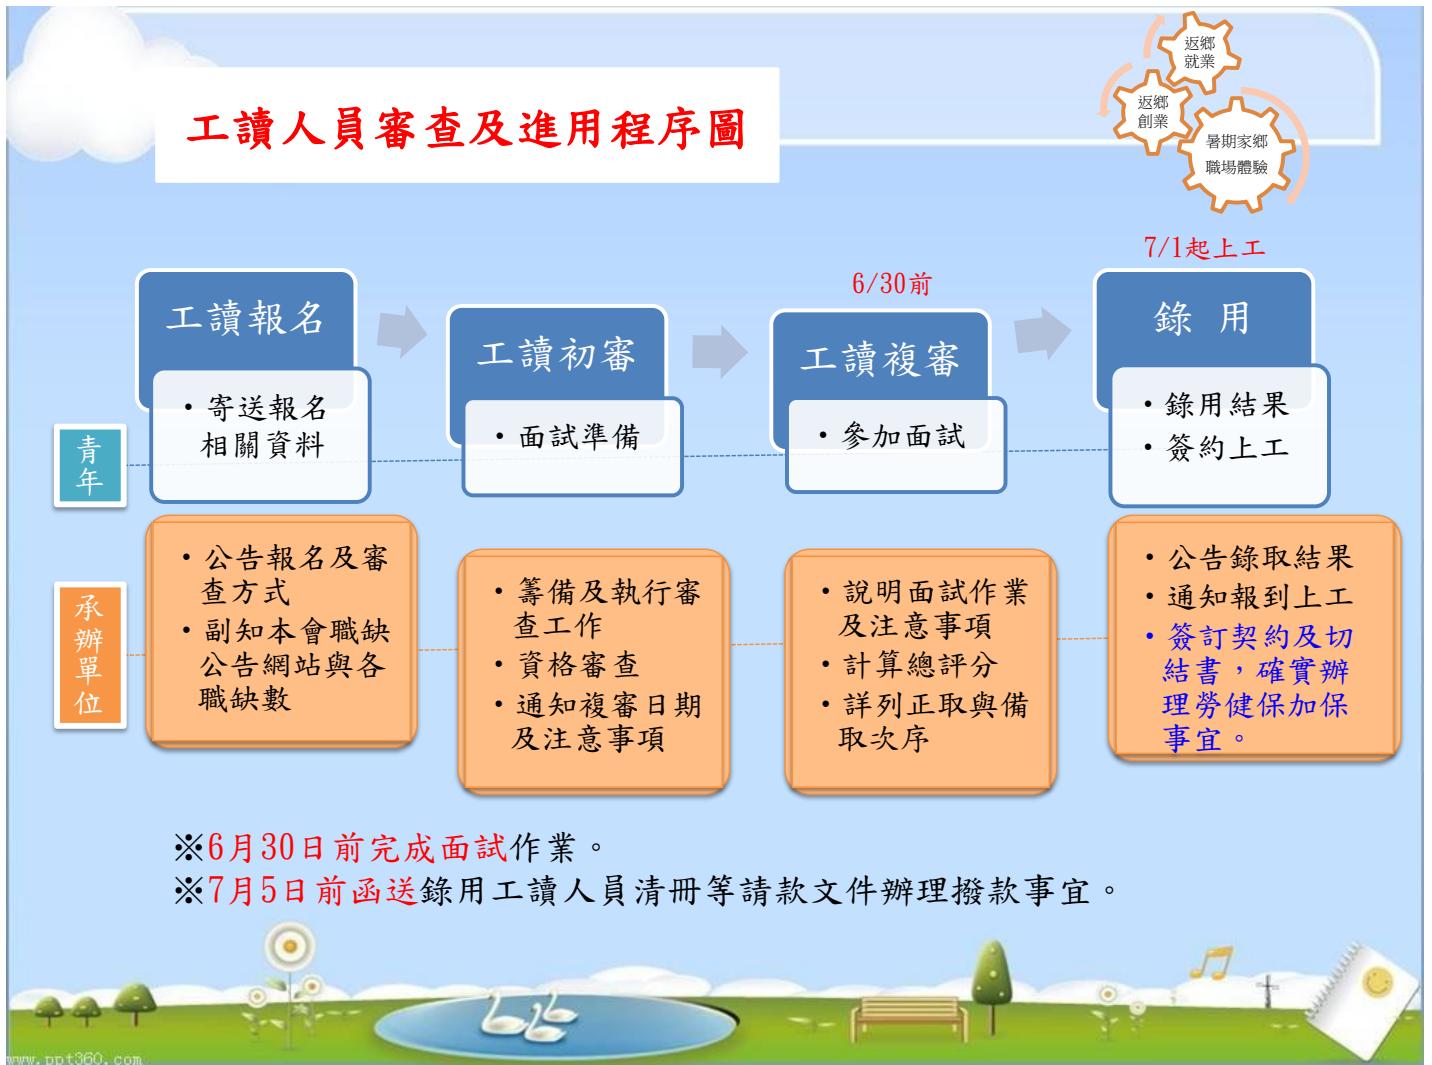 返鄉
就業
返鄉
創業
暑期家鄉
職場體驗
工讀人員審查及進用程序圖
7/1起上工
6/30前
工讀報名
工讀初審
工讀複審
錄 用
青年
•寄送報名
相關資料
•面試準備
•參加面試
•錄用結果
•簽約上工
承辦單位
•公告報名及審
查方式
•副知本會職缺
公告網站與各
職缺數
•籌備及執行審
查工作
•資格審查
•通知複審日期
及注意事項
•說明面試作業
及注意事項
•計算總評分
•詳列正取與備
取次序
•公告錄取結果
•通知報到上工
•簽訂契約及切
結書，確實辦
理勞健保加保
事宜。
※6月30日前完成面試作業。
※7月5日前函送錄用工讀人員清冊等請款文件辦理撥款事宜。
www.ppt360.com